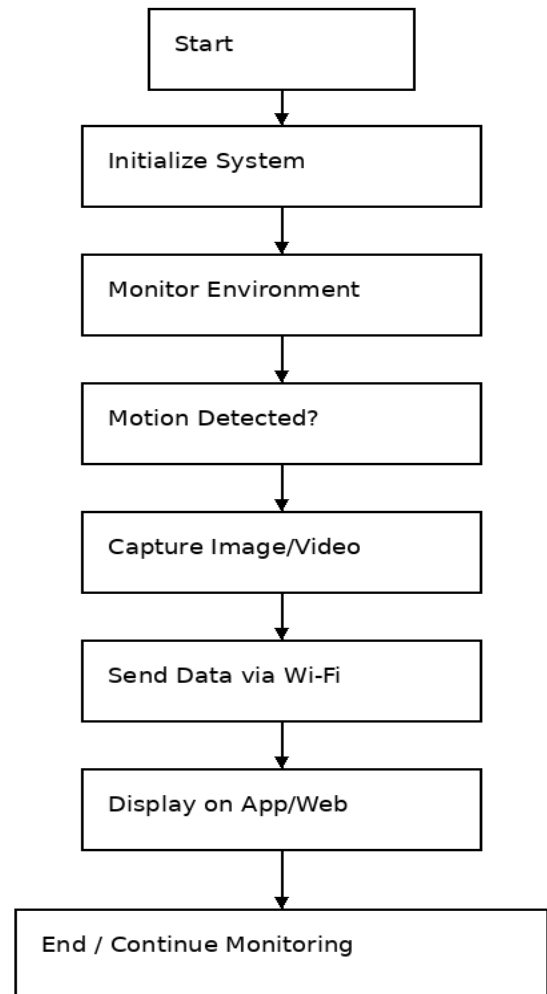 Start
Initialize System
Monitor Environment
Motion Detected?
Capture Image/Video
Send Data via Wi-Fi
Display on App/Web
End / Continue Monitoring